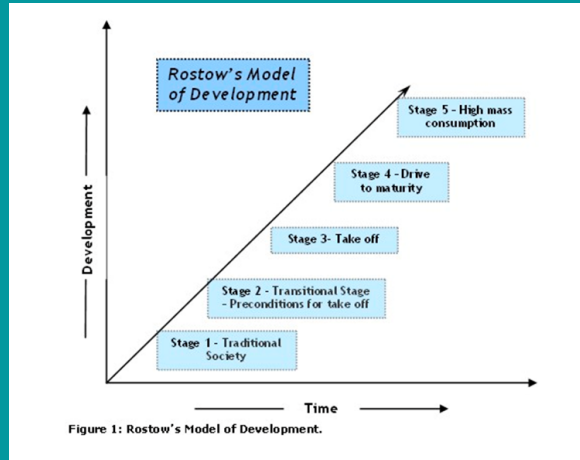 Rostow's Model
of Development
Stage 5 - High mass
consumption
Stage 4 - Drive
to maturity
Stage 3- Take off
Stage 2 - Transitional Stage
- Preconditions for take off
Stage 1 - Traditional
Society
Development
Time
Figure 1: Rostow's Model of Development.